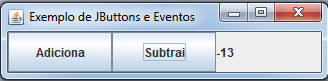 Exemplo de JButtons e Eventos
Adiciona Subtrai -13